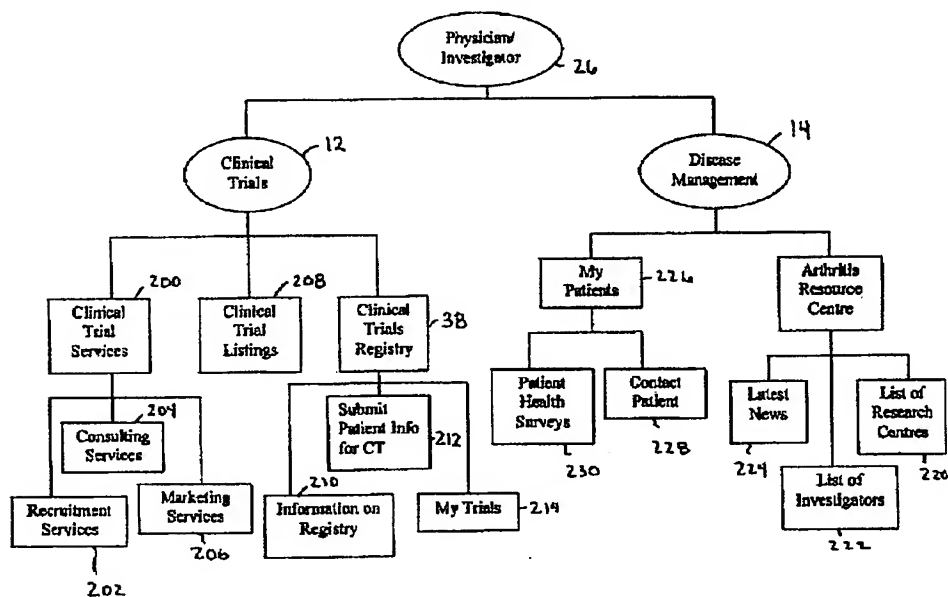 Physician/
Investigator
26
12
Clinical
Trials
14
Disease
Management
200
Clinical
Trial
Services
208
Clinical
Trial
Listings
38
Clinical
Trials
Registry
My
Patients
226
Arthritis
Resource
Centre
204
Consulting
Services
Submit
Patient Info
for CT
212
Patient
Health
Surveys
230
Contact
Patient
228
Latest
News
224
List of
Research
Centres
220
Recruitment
Services
202
Marketing
Services
206
210
Information on
Registry
My Trials
214
List of
Investigators
222